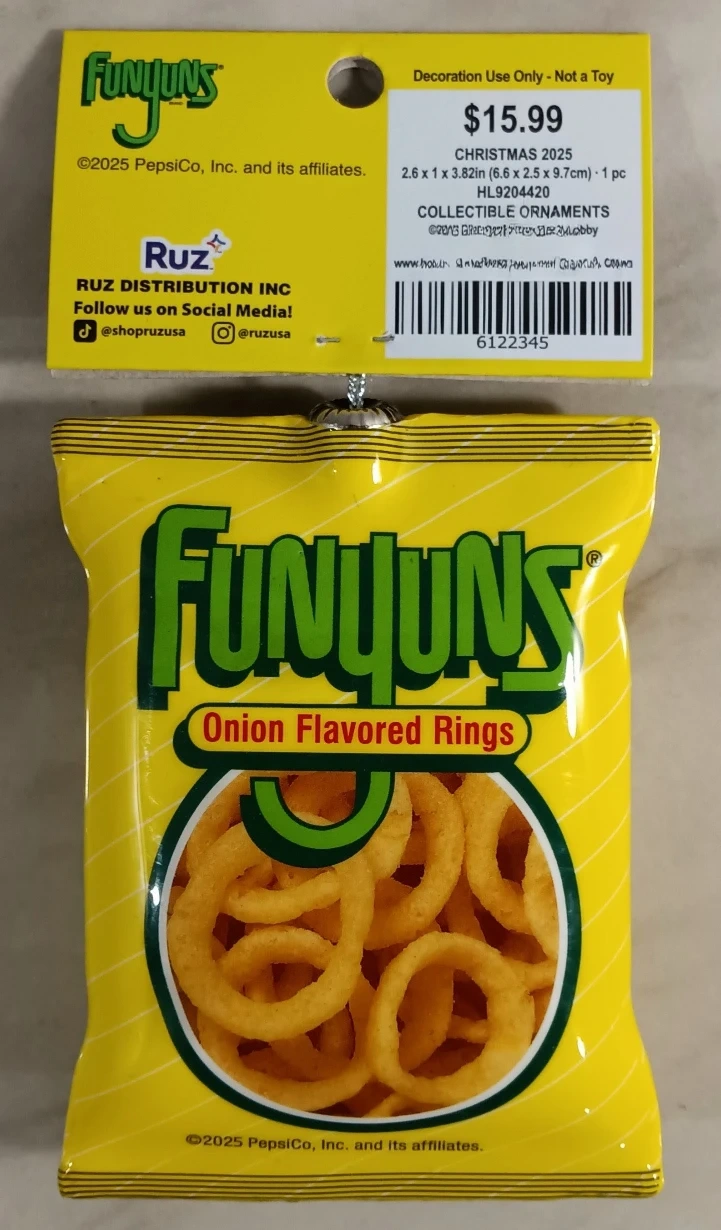 FUNYUNS®
BRAND
©2025 PepsiCo, Inc. and its affiliates.
Ruz
RUZ DISTRIBUTION INC
Follow us on Social Media!
@shopruzusa @ruzusa
Decoration Use Only - Not a Toy
$15.99
CHRISTMAS 2025
2.6 x 1 x 3.82in (6.6 x 2.5 x 9.7cm) · 1 pc
HL9204420
COLLECTIBLE ORNAMENTS
6122345
FUNYUNS®
Onion Flavored Rings
©2025 PepsiCo, Inc. and its affiliates.